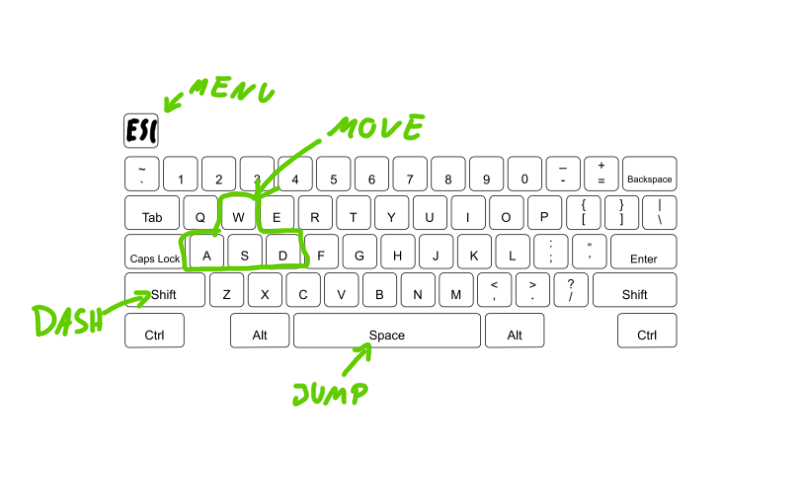 MENU
ESC
MOVE
~ . 1 2 3 4 5 6 7 8 9 0 _ - + = Backspace
Tab Q W E R T Y U I O P { [ } ] | \
Caps Lock A S D F G H J K L : ; " ' Enter
Shift Z X C V B N M < , > . ? / Shift
DASH
Ctrl Alt Space Alt Ctrl
JUMP